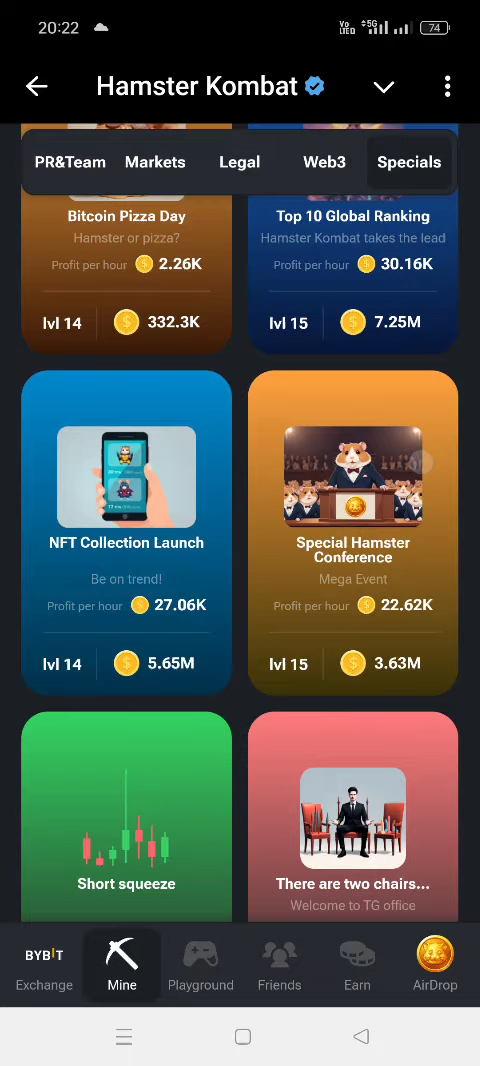 20:22
Vo
LTE
5G
74
Hamster Kombat
PR&Team Markets Legal Web3 Specials
Bitcoin Pizza Day
Hamster or pizza?
Profit per hour 2.26K
lvl 14 332.3K
Top 10 Global Ranking
Hamster Kombat takes the lead
Profit per hour 30.16K
lvl 15 7.25M
NFT Collection Launch
Be on trend!
Profit per hour 27.06K
lvl 14 5.65M
Special Hamster
Conference
Mega Event
Profit per hour 22.62K
lvl 15 3.63M
Short squeeze
There are two chairs...
Welcome to TG office
BYBIT
Exchange Mine Playground Friends Earn AirDrop